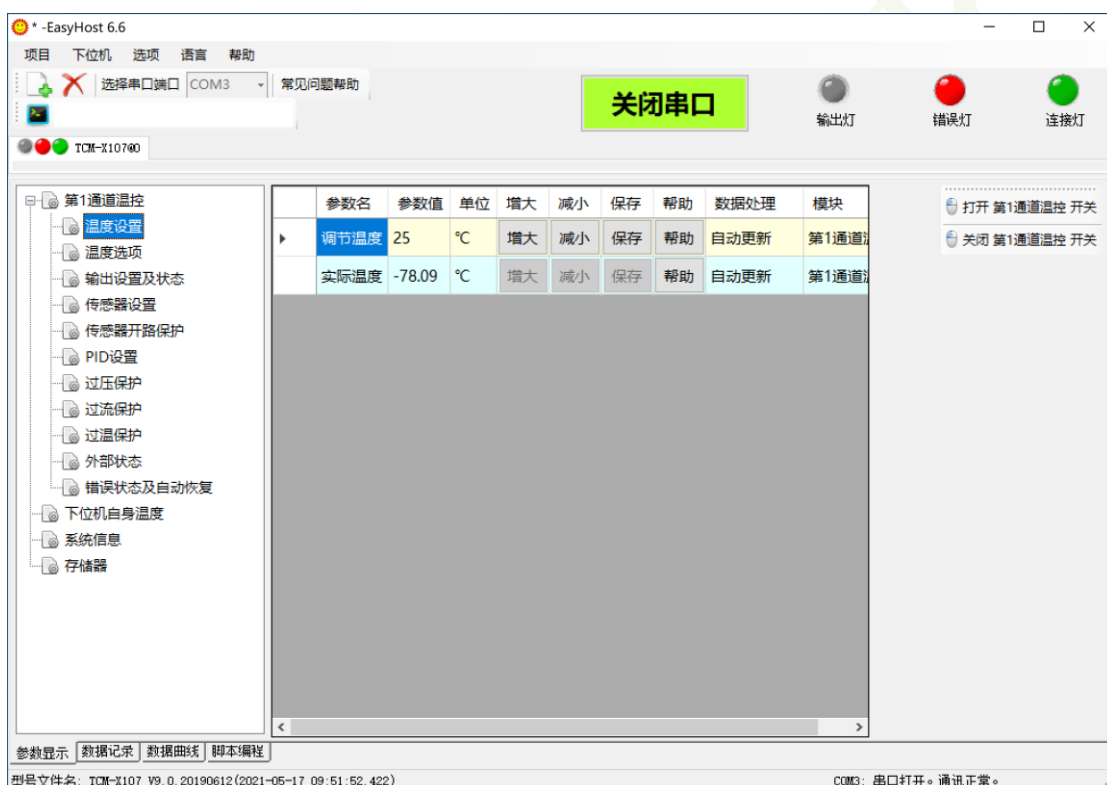 * -EasyHost 6.6
项目 下位机 选项 语言 帮助
选择串口端口 COM3 常见问题帮助
关闭串口
输出灯 错误灯 连接灯
TCM-X107@0
第1通道温控
温度设置
温度选项
输出设置及状态
传感器设置
传感器开路保护
PID设置
过压保护
过流保护
过温保护
外部状态
错误状态及自动恢复
下位机自身温度
系统信息
存储器
参数名 参数值 单位 增大 减小 保存 帮助 数据处理 模块
调节温度 25 ℃ 增大 减小 保存 帮助 自动更新 第1通道
实际温度 -78.09 ℃ 增大 减小 保存 帮助 自动更新 第1通道
打开 第1通道温控 开关
关闭 第1通道温控 开关
参数显示 数据记录 数据曲线 脚本编程
型号文件名: TCM-X107 V9.0.20190612(2021-05-17 09:51:52.422) COM3: 串口打开。通讯正常。